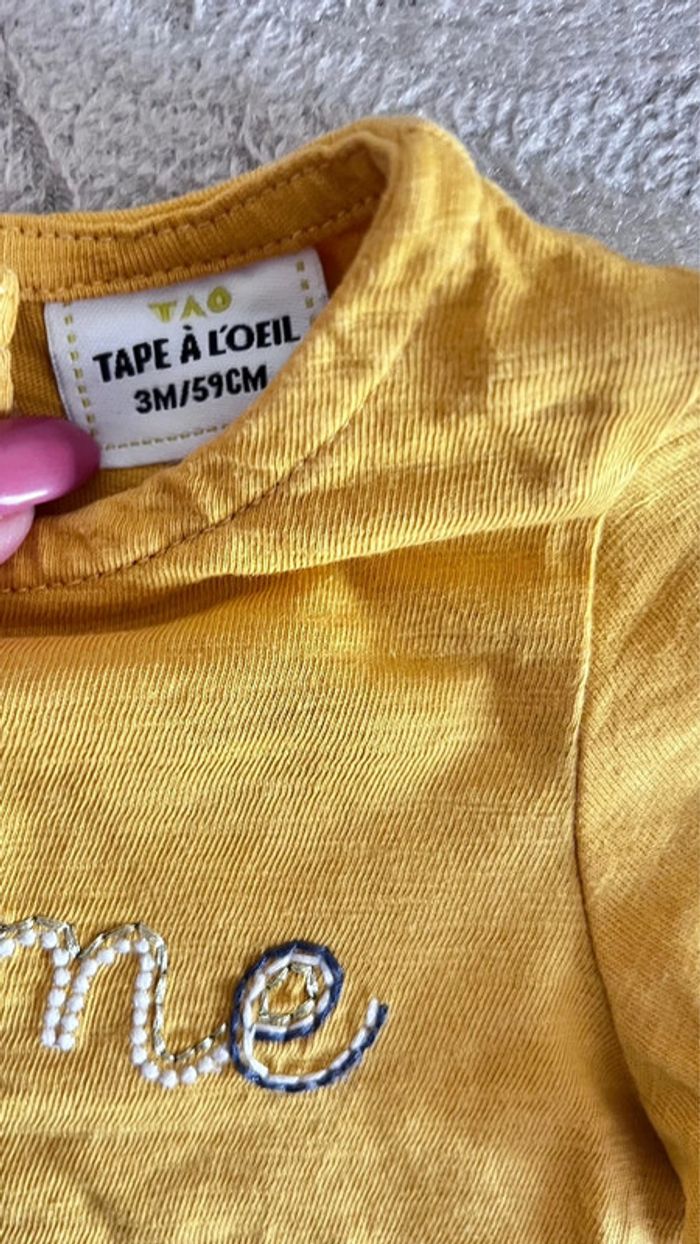 TAO
TAPE À L'OEIL
3M/59CM
me